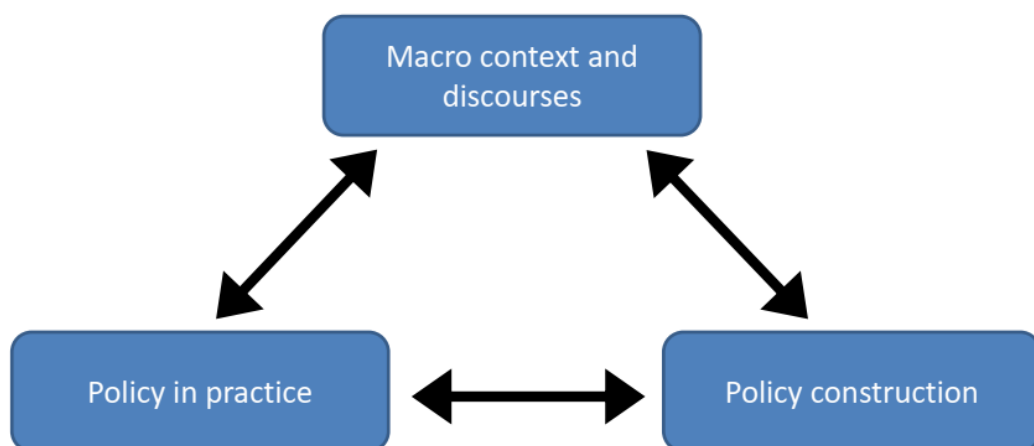 Macro context and
discourses
Policy in practice
Policy construction